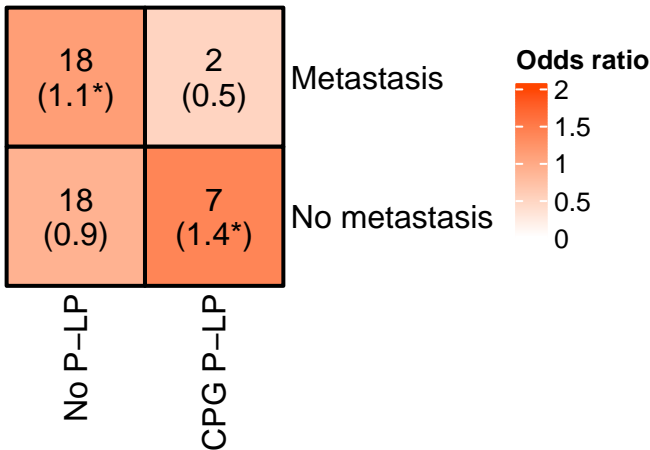 18
(1.1*)
2
(0.5)
Metastasis
18
(0.9)
7
(1.4*)
No metastasis
No P–LP
CPG P–LP
Odds ratio
2
1.5
1
0.5
0